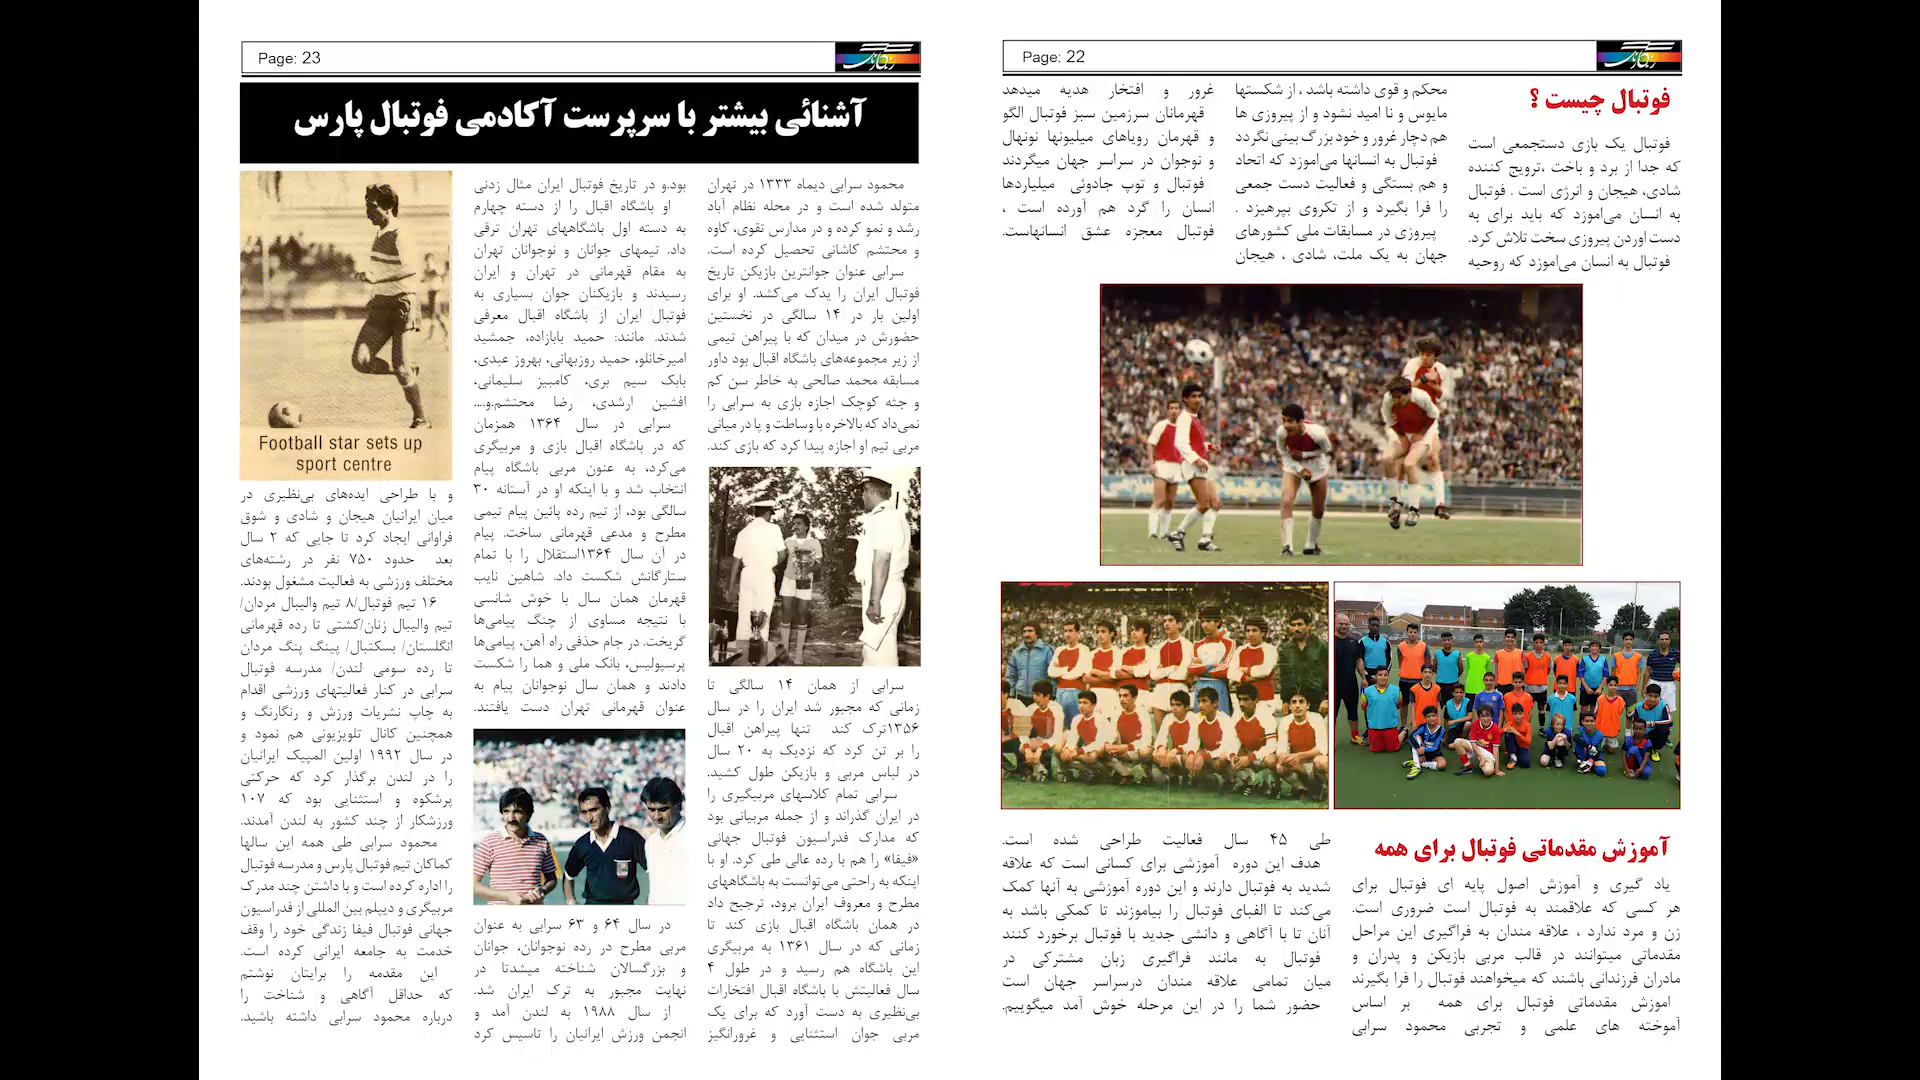 Page: 22
فوتبال چیست ؟
فوتبال یک بازی دستجمعی است
که جدا از برد و باخت ،ترویج کننده
شادی، هیجان و انرژی است . فوتبال
به انسان می‌اموزد که باید برای به
دست اوردن پیروزی سخت تلاش کرد.
فوتبال به انسان می‌اموزد که روحیه
محکم و قوی داشته باشد ، از شکستها
مایوس و نا امید نشود و از پیروزی ها
هم دچار غرور و خود بزرگ بینی نگردد
فوتبال به انسانها می‌اموزد که اتحاد
و هم بستگی و فعالیت دست جمعی
را فرا بگیرد و از تکروی بپرهیزد .
پیروزی در مسابقات ملی کشورهای
جهان به یک ملت، شادی ، هیجان
غرور و افتخار هدیه میدهد
قهرمانان سرزمین سبز فوتبال الگو
و قهرمان رویاهای میلیونها نونهال
و نوجوان در سراسر جهان میگردند
فوتبال و توپ جادوئی میلیاردها
انسان را گرد هم آورده است ،
فوتبال معجزه عشق انسانهاست.
آموزش مقدماتی فوتبال برای همه
یاد گیری و آموزش اصول پایه ای فوتبال برای
هر کسی که علاقمند به فوتبال است ضروری است.
زن و مرد ندارد ، علاقه مندان به فراگیری این مراحل
مقدماتی میتوانند در قالب مربی بازیکن و پدران و
مادران فرزندانی باشند که میخواهند فوتبال را فرا بگیرند
اموزش مقدماتی فوتبال برای همه بر اساس
آموخته های علمی و تجربی محمود سرابی
طی ۴۵ سال فعالیت طراحی شده است.
هدف این دوره آموزشی برای کسانی است که علاقه
شدید به فوتبال دارند و این دوره آموزشی به آنها کمک
می‌کند تا الفبای فوتبال را بیاموزند تا کمکی باشد به
آنان تا با آگاهی و دانشی جدید با فوتبال برخورد کنند
فوتبال به مانند فراگیری زبان مشترکی در
میان تمامی علاقه مندان درسراسر جهان است
حضور شما را در این مرحله خوش آمد میگوییم.
Page: 23
آشنائی بیشتر با سرپرست آکادمی فوتبال پارس
محمود سرابی دیماه ۱۳۳۳ در تهران
متولد شده است و در محله نظام آباد
رشد و نمو کرده و در مدارس تقوی، کاوه
و محتشم کاشانی تحصیل کرده است.
سرابی عنوان جوانترین بازیکن تاریخ
فوتبال ایران را یدک می‌کشد. او برای
اولین بار در ۱۴ سالگی در نخستین
حضورش در میدان که با پیراهن تیمی
از زیر مجموعه‌های باشگاه اقبال بود داور
مسابقه محمد صالحی به خاطر سن کم
و جثه کوچک اجازه بازی به سرابی را
نمی‌داد که بالاخره با وساطت و پا در میانی
مربی تیم او اجازه پیدا کرد که بازی کند.
سرابی از همان ۱۴ سالگی تا
زمانی که مجبور شد ایران را در سال
۱۳۵۶ترک کند تنها پیراهن اقبال
را بر تن کرد که نزدیک به ۲۰ سال
در لباس مربی و بازیکن طول کشید.
سرابی تمام کلاسهای مربیگیری را
در ایران گذراند و از جمله مربیانی بود
که مدارک فدراسیون فوتبال جهانی
«فیفا» را هم با رده عالی طی کرد. او با
اینکه به راحتی می‌توانست به باشگاههای
مطرح و معروف ایران برود، ترجیح داد
در همان باشگاه اقبال بازی کند تا
زمانی که در سال ۱۳۶۱ به مربیگری
این باشگاه هم رسید و در طول ۴
سال فعالیتش با باشگاه اقبال افتخارات
بی‌نظیری به دست آورد که برای یک
مربی جوان استثنایی و غرورانگیز
بود.و در تاریخ فوتبال ایران مثال زدنی
او باشگاه اقبال را از دسته چهارم
به دسته اول باشگاههای تهران ترقی
داد. تیمهای جوانان و نوجوانان تهران
به مقام قهرمانی در تهران و ایران
رسیدند و بازیکنان جوان بسیاری به
فوتبال ایران از باشگاه اقبال معرفی
شدند. مانند: حمید بابازاده، جمشید
امیرخانلو، حمید روزبهانی، بهروز عبدی،
بابک سیم بری، کامبیز سلیمانی،
افشین ارشدی، رضا محتشم.و....
سرابی در سال ۱۳۶۴ همزمان
که در باشگاه اقبال بازی و مربیگری
می‌کرد، به عنون مربی باشگاه پیام
انتخاب شد و با اینکه او در آستانه ۳۰
سالگی بود، از تیم رده پائین پیام تیمی
مطرح و مدعی قهرمانی ساخت. پیام
در آن سال ۱۳۶۴استقلال را با تمام
ستارگانش شکست داد. شاهین نایب
قهرمان همان سال با خوش شانسی
با نتیجه مساوی از چنگ پیامی‌ها
گریخت. در جام حذفی راه آهن، پیامی‌ها
پرسپولیس، بانک ملی و هما را شکست
دادند و همان سال نوجوانان پیام به
عنوان قهرمانی تهران دست یافتند.
در سال ۶۴ و ۶۳ سرابی به عنوان
مربی مطرح در رده نوجوانان، جوانان
و بزرگسالان شناخته میشدتا در
نهایت مجبور به ترک ایران شد.
از سال ۱۹۸۸ به لندن آمد و
انجمن ورزش ایرانیان را تاسیس کرد
Football star sets up
sport centre
و با طراحی ایده‌های بی‌نظیری در
میان ایرانیان هیجان و شادی و شوق
فراوانی ایجاد کرد تا جایی که ۲ سال
بعد حدود ۷۵۰ نفر در رشته‌های
مختلف ورزشی به فعالیت مشغول بودند.
۱۶ تیم فوتبال/۸ تیم والیبال مردان/
تیم والیبال زنان/کشتی تا رده قهرمانی
انگلستان/ بسکتبال/ پینگ پنگ مردان
تا رده سومی لندن/ مدرسه فوتبال
سرابی در کنار فعالیتهای ورزشی اقدام
به چاپ نشریات ورزش و رنگارنگ و
همچنین کانال تلویزیونی هم نمود و
در سال ۱۹۹۲ اولین المپیک ایرانیان
را در لندن برگذار کرد که حرکتی
پرشکوه و استثنایی بود که ۱۰۷
ورزشکار از چند کشور به لندن آمدند.
محمود سرابی طی همه این سالها
کماکان تیم فوتبال پارس و مدرسه فوتبال
را اداره کرده است و با داشتن چند مدرک
مربیگری و دیپلم بین المللی از فدراسیون
جهانی فوتبال فیفا زندگی خود را وقف
خدمت به جامعه ایرانی کرده است.
این مقدمه را برایتان نوشتم
که حداقل آگاهی و شناخت را
درباره محمود سرابی داشته باشید.